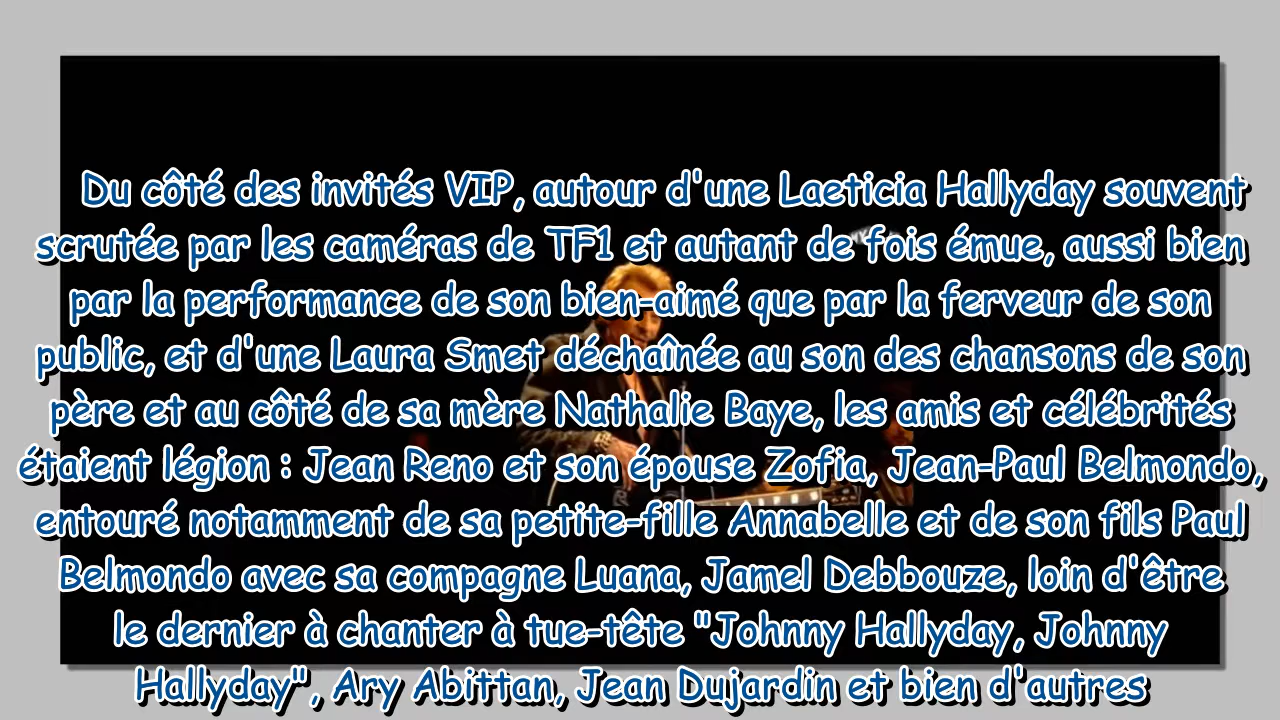 Du côté des invités VIP, autour d'une Laeticia Hallyday souvent
scrutée par les caméras de TF1 et autant de fois émue, aussi bien
par la performance de son bien-aimé que par la ferveur de son
public, et d'une Laura Smet déchaînée au son des chansons de son
père et au côté de sa mère Nathalie Baye, les amis et célébrités
étaient légion : Jean Reno et son épouse Zofia, Jean-Paul Belmondo,
entouré notamment de sa petite-fille Annabelle et de son fils Paul
Belmondo avec sa compagne Luana, Jamel Debbouze, loin d'être
le dernier à chanter à tue-tête "Johnny Hallyday, Johnny
Hallyday", Ary Abittan, Jean Dujardin et bien d'autres